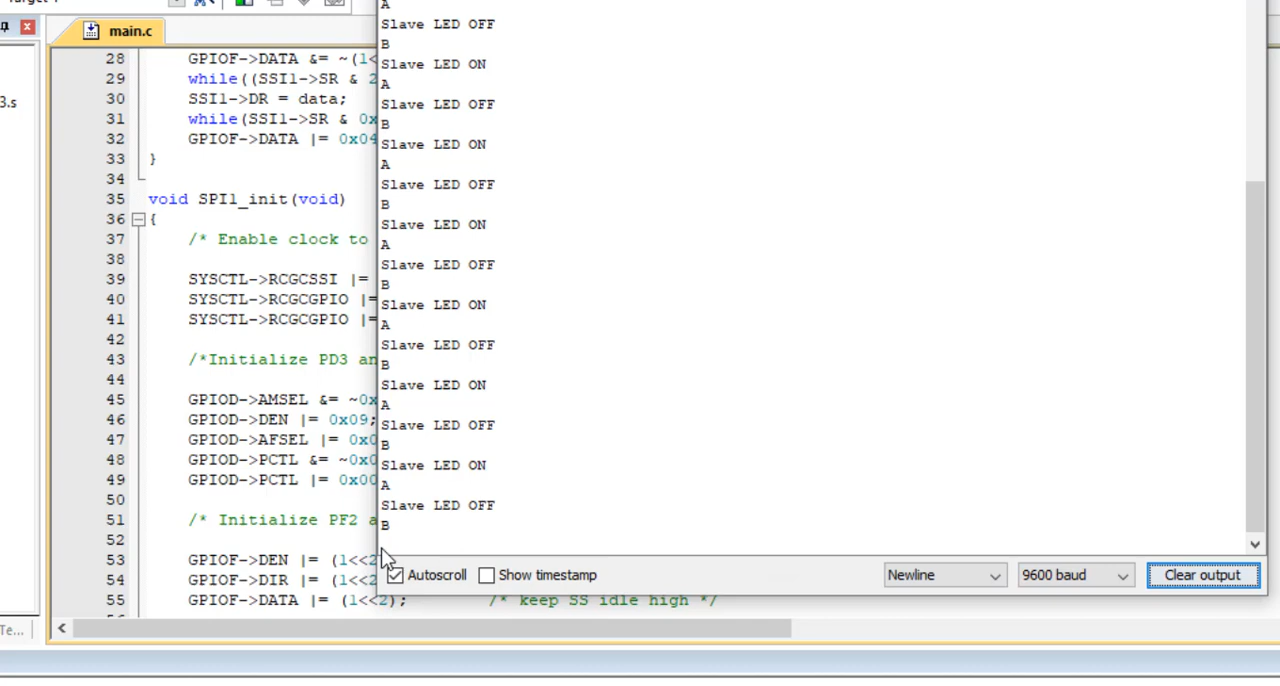 main.c
3.s
28 GPIOF->DATA &= ~(1<
29 while((SSI1->SR & 2
30 SSI1->DR = data;
31 while(SSI1->SR & 0x
32 GPIOF->DATA |= 0x04
33 }
34
35 void SPI1_init(void)
36 {
37 /* Enable clock to
38
39 SYSCTL->RCGCSSI |=
40 SYSCTL->RCGCGPIO |=
41 SYSCTL->RCGCGPIO |=
42
43 /*Initialize PD3 an
44
45 GPIOD->AMSEL &= ~0x
46 GPIOD->DEN |= 0x09;
47 GPIOD->AFSEL |= 0x0
48 GPIOD->PCTL &= ~0x0
49 GPIOD->PCTL |= 0x00
50
51 /* Initialize PF2 a
52
53 GPIOF->DEN |= (1<<2
54 GPIOF->DIR |= (1<<2
55 GPIOF->DATA |= (1<<2); /* keep SS idle high */
Te...
A
Slave LED OFF
B
Slave LED ON
A
Slave LED OFF
B
Slave LED ON
A
Slave LED OFF
B
Slave LED ON
A
Slave LED OFF
B
Slave LED ON
A
Slave LED OFF
B
Slave LED ON
A
Slave LED OFF
B
Slave LED ON
A
Slave LED OFF
B
Autoscroll
Show timestamp
Newline
9600 baud
Clear output